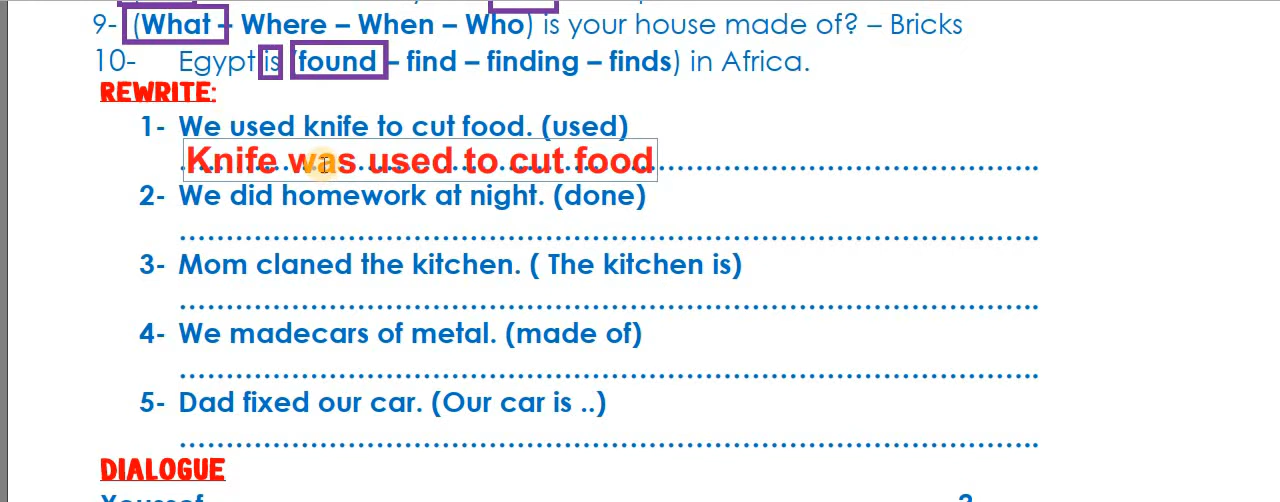 9- (What – Where – When – Who) is your house made of? – Bricks
10- Egypt is (found – find – finding – finds) in Africa.
REWRITE:
1- We used knife to cut food. (used)
Knife was used to cut food
2- We did homework at night. (done)
3- Mom claned the kitchen. ( The kitchen is)
4- We madecars of metal. (made of)
5- Dad fixed our car. (Our car is ..)
DIALOGUE